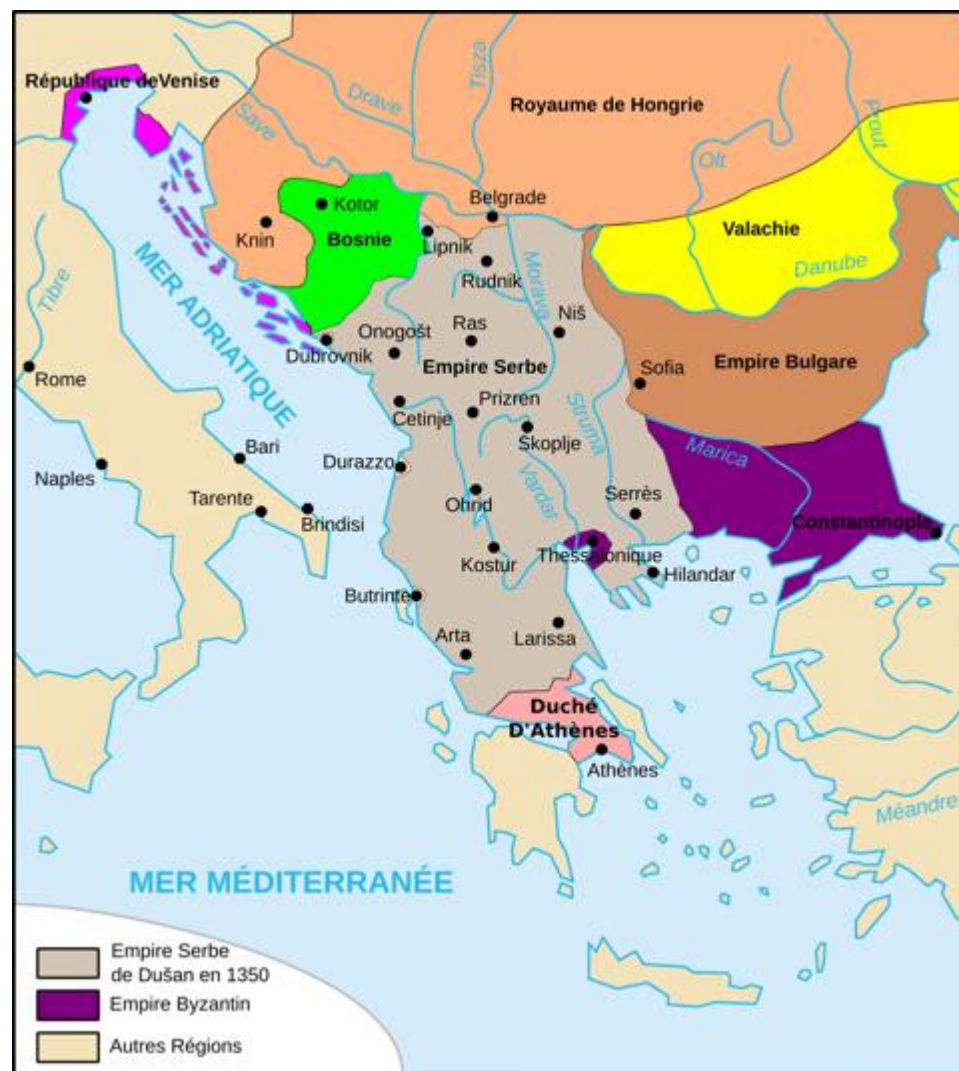 République deVenise
Drave
Tisza
Save
Royaume de Hongrie
Prout
Olt
Kotor
Belgrade
Knin
Bosnie
Lipnik
Valachie
Rudnik
Morava
Danube
Tibre
MER ADRIATIQUE
Onogošt
Ras
Niš
Dubrovnik
Empire Serbe
Sofia
Empire Bulgare
Rome
Prizren
Cetinje
Struma
Skoplje
Marica
Bari
Durazzo
Naples
Vardar
Tarente
Ohrid
Serrès
Brindisi
Constantinople
Thessalonique
Kostur
Hilandar
Butrinte
Arta
Larissa
Duché
D'Athènes
Athènes
Méandre
MER MÉDITERRANÉE
Empire Serbe
de Dušan en 1350
Empire Byzantin
Autres Régions